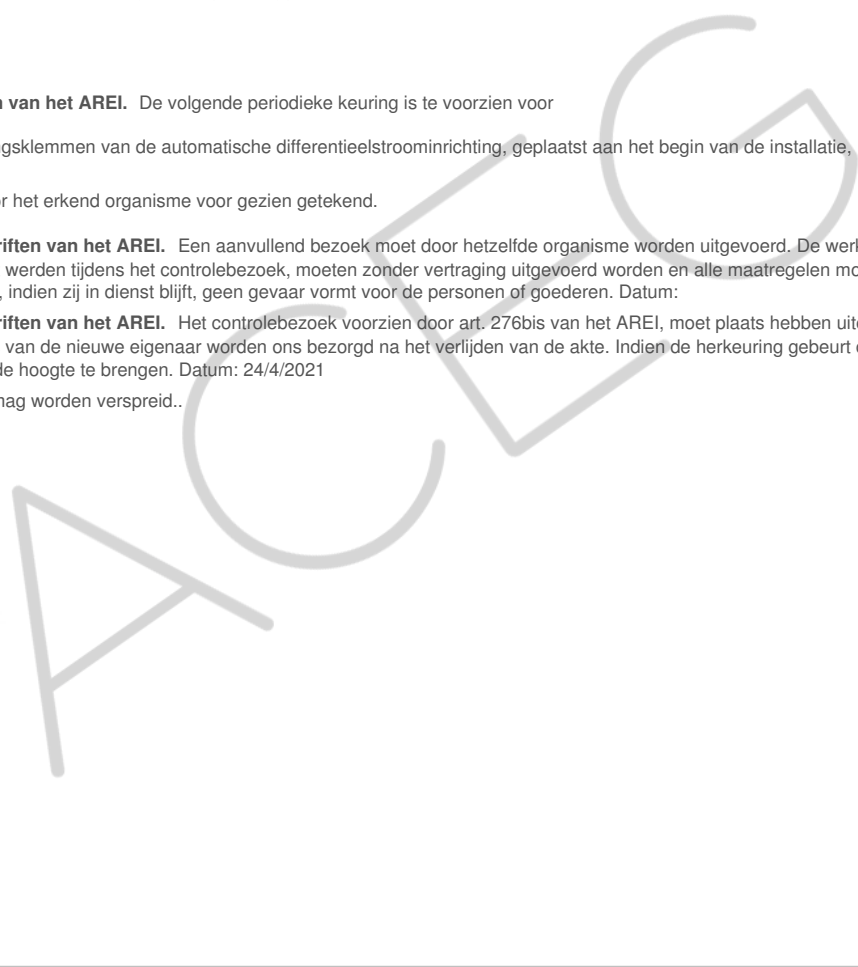 van het AREI. De volgende periodieke keuring is te voorzien voor
gsklemmen van de automatische differentieelstroominrichting, geplaatst aan het begin van de installatie,
r het erkend organisme voor gezien getekend.
riften van het AREI. Een aanvullend bezoek moet door hetzelfde organisme worden uitgevoerd. De werk
werden tijdens het controlebezoek, moeten zonder vertraging uitgevoerd worden en alle maatregelen mo
, indien zij in dienst blijft, geen gevaar vormt voor de personen of goederen. Datum:
riften van het AREI. Het controlebezoek voorzien door art. 276bis van het AREI, moet plaats hebben uit
van de nieuwe eigenaar worden ons bezorgd na het verlijden van de akte. Indien de herkeuring gebeurt
de hoogte te brengen. Datum: 24/4/2021
mag worden verspreid..
ACEG